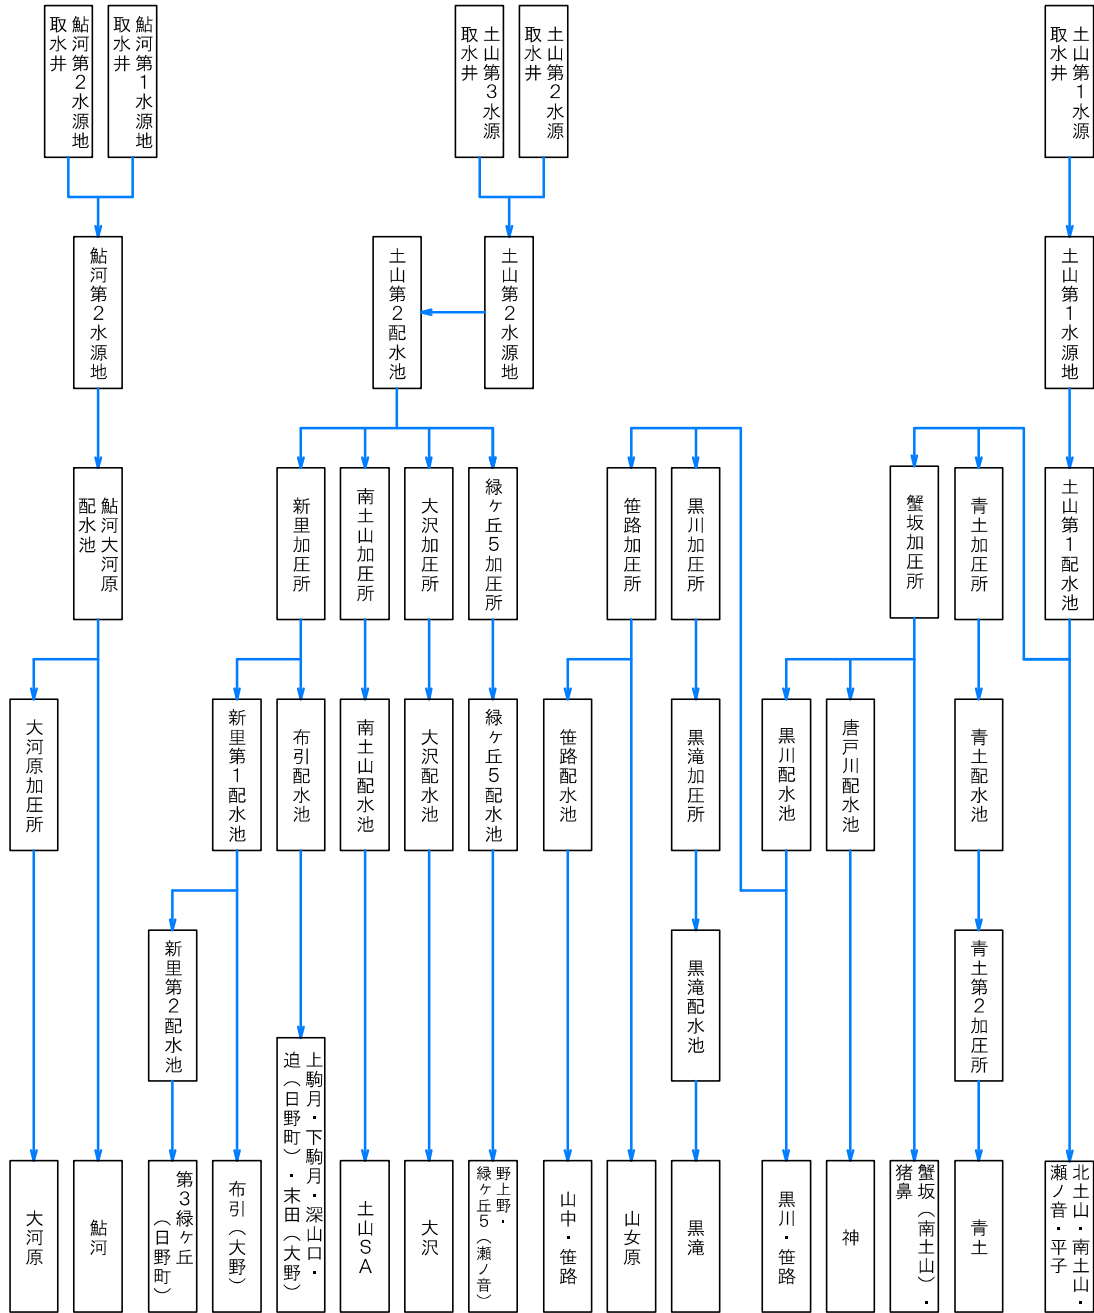 土山第1水源
取水井
土山第2水源
取水井
土山第3水源
取水井
鮎河第1水源地
取水井
鮎河第2水源地
取水井
土山第1水源地
土山第2水源地
土山第2配水池
鮎河第2水源地
土山第1配水池
青土加圧所
蟹坂加圧所
黒川加圧所
笹路加圧所
緑ヶ丘5加圧所
大沢加圧所
南土山加圧所
新里加圧所
鮎河大河原
配水池
青土配水池
唐戸川配水池
黒川配水池
黒滝加圧所
笹路配水池
緑ヶ丘5配水池
大沢配水池
南土山配水池
布引配水池
新里第1配水池
大河原加圧所
青土第2加圧所
黒滝配水池
新里第2配水池
北土山・南土山・
瀬ノ音・平子
青土
蟹坂(南土山)・
猪鼻
神
黒川・笹路
黒滝
山女原
山中・笹路
野上野・
緑ヶ丘5(瀬ノ音)
大沢
土山SA
上駒月・下駒月・深山口・
迫(日野町)・末田(大野)
布引(大野)
第3緑ヶ丘
(日野町)
鮎河
大河原